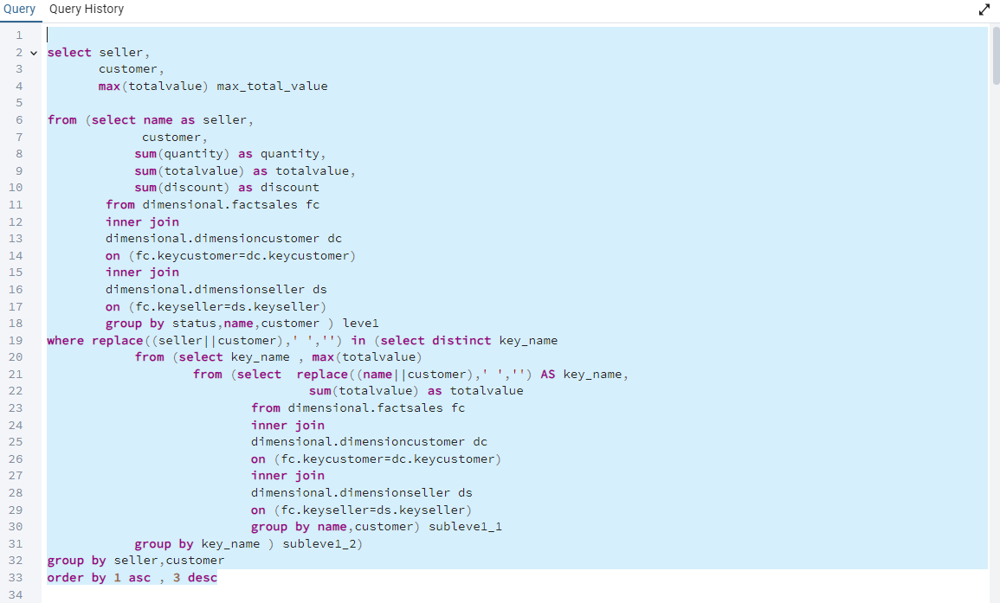 Query Query History
1
2 select seller,
3 customer,
4 max(totalvalue) max_total_value
5
6 from (select name as seller,
7 customer,
8 sum(quantity) as quantity,
9 sum(totalvalue) as totalvalue,
10 sum(discount) as discount
11 from dimensional.factsales fc
12 inner join
13 dimensional.dimensioncustomer dc
14 on (fc.keycustomer=dc.keycustomer)
15 inner join
16 dimensional.dimensionseller ds
17 on (fc.keyseller=ds.keyseller)
18 group by status,name,customer ) level
19 where replace((seller||customer),' ','') in (select distinct key_name
20 from (select key_name , max(totalvalue)
21 from (select replace((name||customer),' ','') AS key_name,
22 sum(totalvalue) as totalvalue
23 from dimensional.factsales fc
24 inner join
25 dimensional.dimensioncustomer dc
26 on (fc.keycustomer=dc.keycustomer)
27 inner join
28 dimensional.dimensionseller ds
29 on (fc.keyseller=ds.keyseller)
30 group by name,customer) sublevel_1
31 group by key_name ) sublevel_2)
32 group by seller,customer
33 order by 1 asc , 3 desc
34